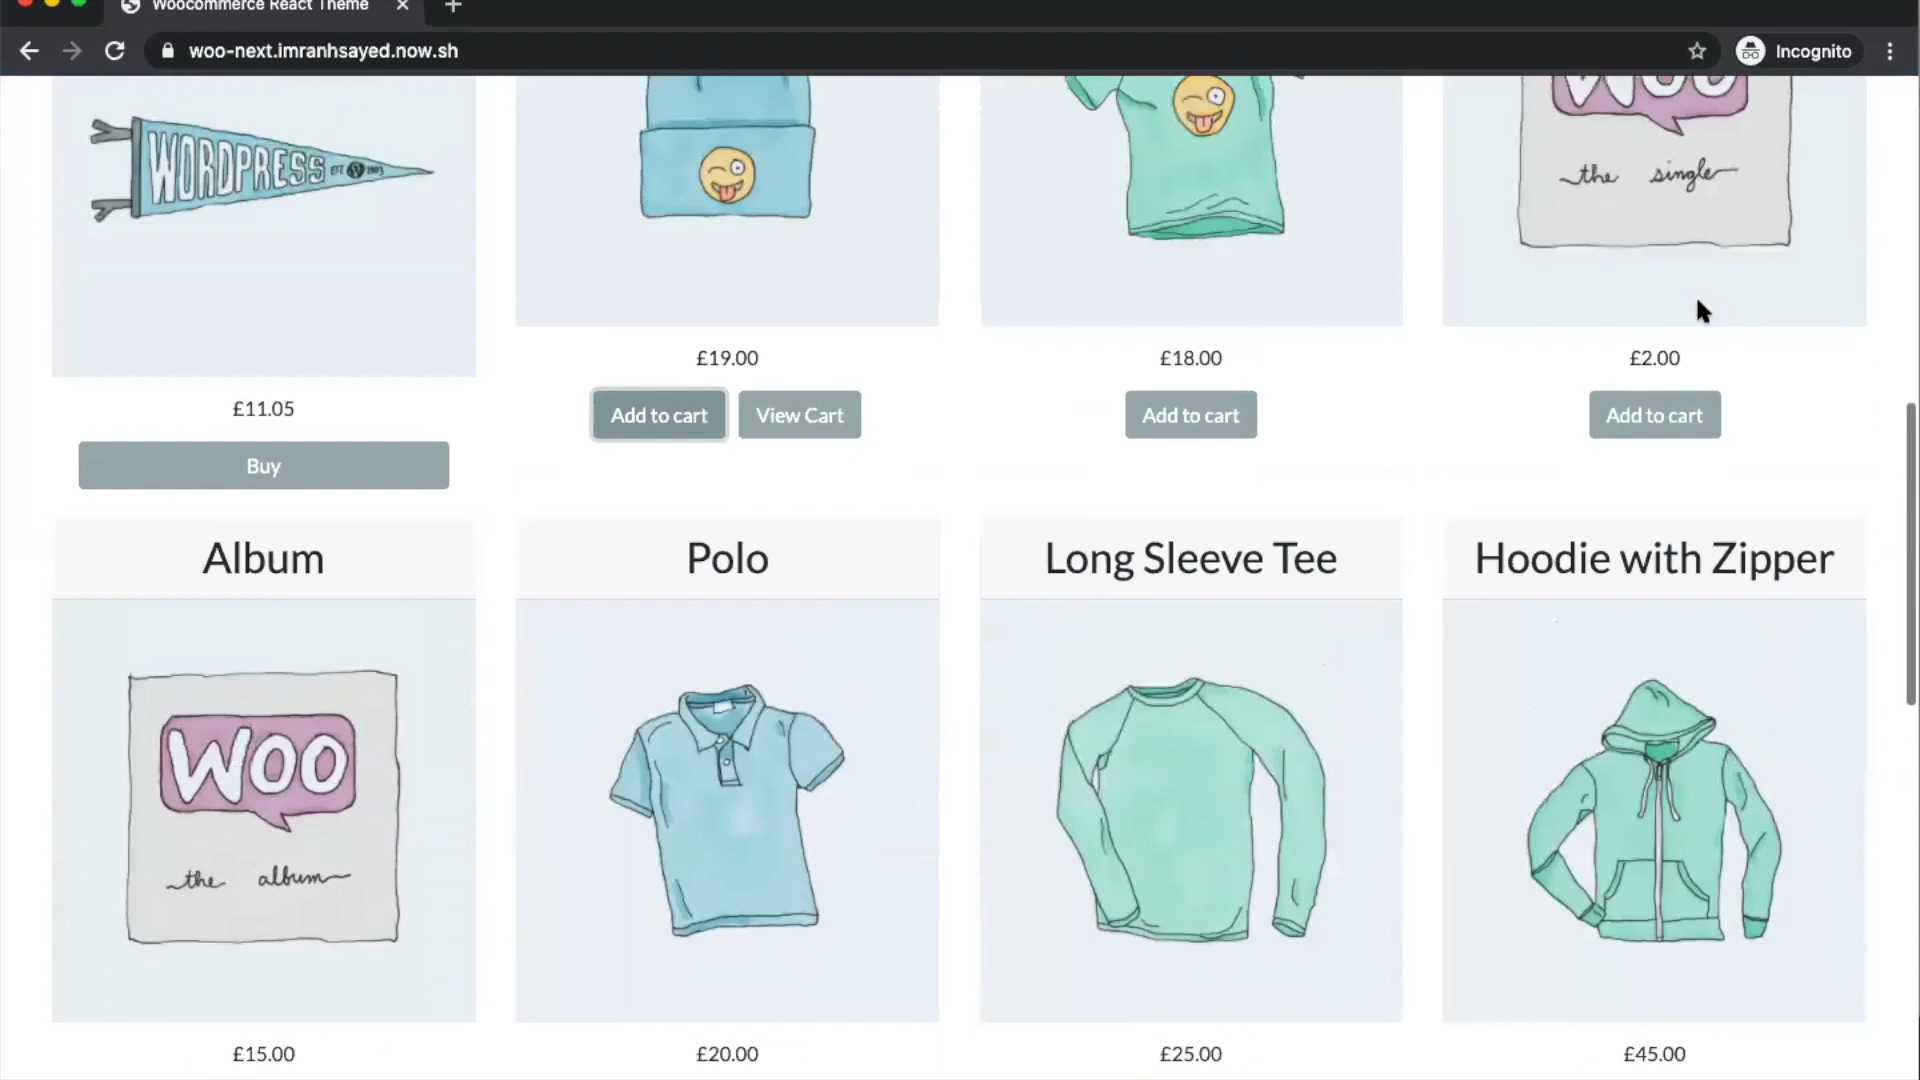 Woocommerce React Theme
woo-next.imranhsayed.now.sh
Incognito
WORDPRESS EST. 2003
WOO
the single
£19.00
£18.00
£2.00
£11.05
Add to cart
View Cart
Add to cart
Add to cart
Buy
Album
Polo
Long Sleeve Tee
Hoodie with Zipper
WOO
the album
£15.00
£20.00
£25.00
£45.00